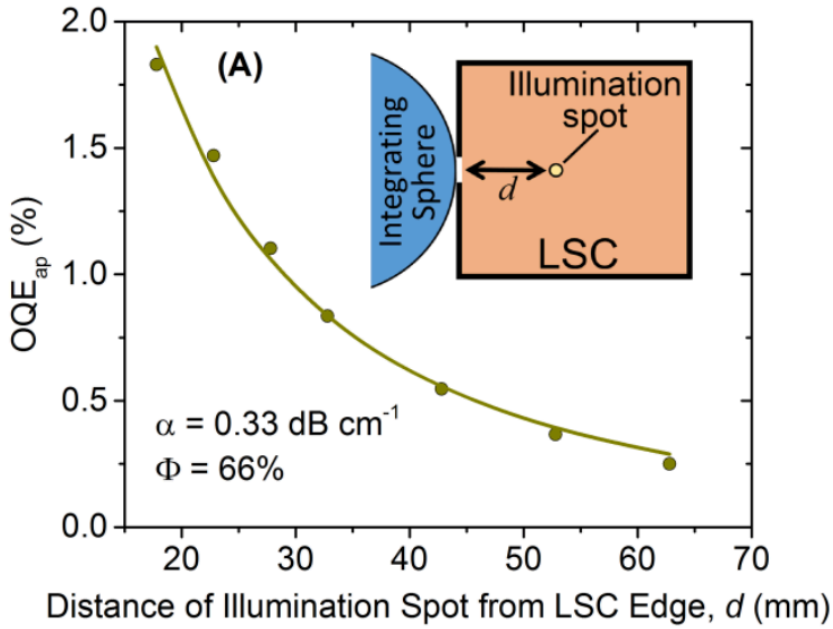 2.0
1.5
1.0
0.5
0.0
OQE_ap (%)
(A)
Integrating
Sphere
Illumination
spot
d
LSC
α = 0.33 dB cm⁻¹
Φ = 66%
20 30 40 50 60 70
Distance of Illumination Spot from LSC Edge, d (mm)